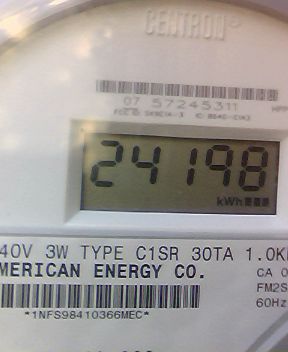 CENTRON®
07 57245311
24198
kWh
40V 3W TYPE C1SR 30TA 1.0K
MERICAN ENERGY CO.
CA 0
FM2S
60Hz
*1NFS98410366MEC*